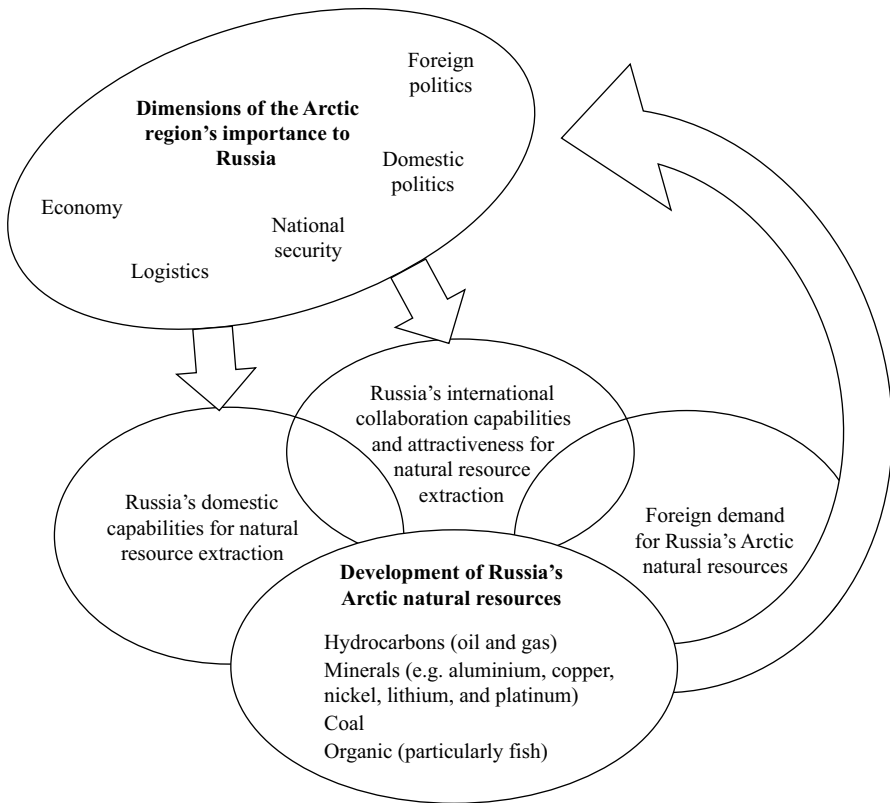 Dimensions of the Arctic
region’s importance to
Russia
Foreign
politics
Domestic
politics
Economy
National
security
Logistics
Russia’s international
collaboration capabilities
and attractiveness for
natural resource
extraction
Russia’s domestic
capabilities for natural
resource extraction
Foreign demand
for Russia’s Arctic
natural resources
Development of Russia’s
Arctic natural resources
Hydrocarbons (oil and gas)
Minerals (e.g. aluminium, copper,
nickel, lithium, and platinum)
Coal
Organic (particularly fish)